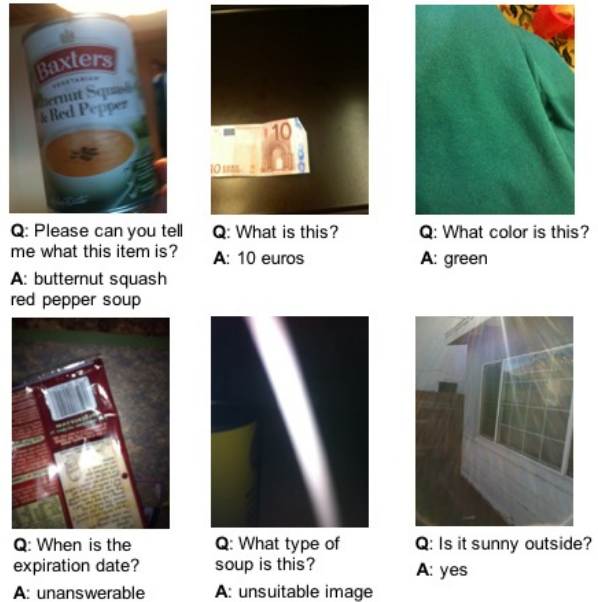 Baxters
VEGETARIAN
Butternut Squash
& Red Pepper
10
10 EURO
Q: Please can you tell
me what this item is?
A: butternut squash
red pepper soup
Q: What is this?
A: 10 euros
Q: What color is this?
A: green
Q: When is the
expiration date?
A: unanswerable
Q: What type of
soup is this?
A: unsuitable image
Q: Is it sunny outside?
A: yes